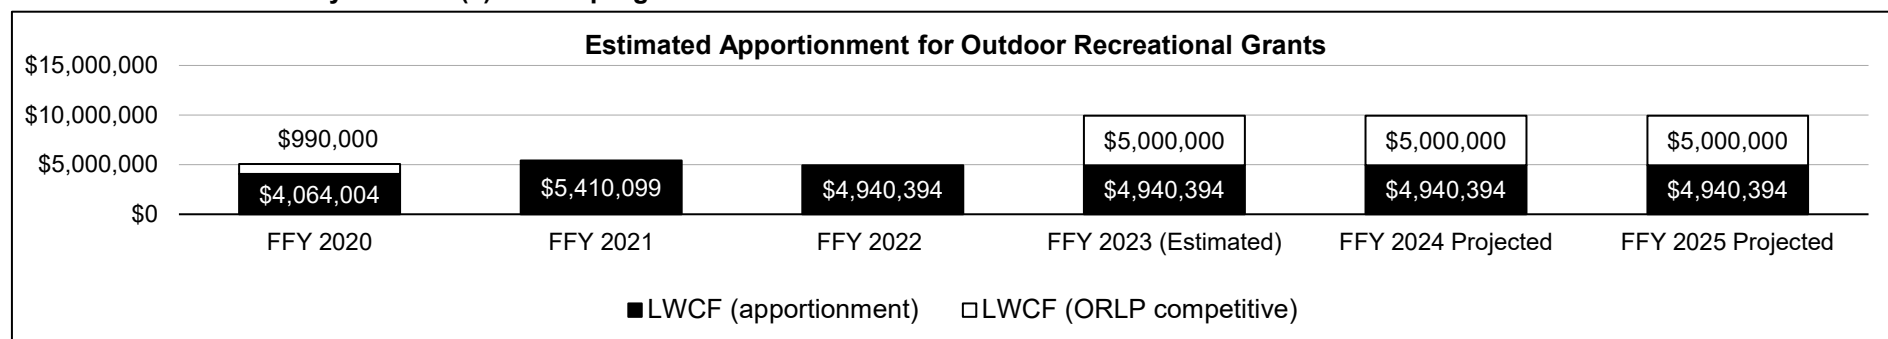 Estimated Apportionment for Outdoor Recreational Grants
$15,000,000
$10,000,000
$5,000,000
$0
$990,000
$5,000,000 $5,000,000 $5,000,000
$4,064,004 $5,410,099 $4,940,394 $4,940,394 $4,940,394 $4,940,394
FFY 2020 FFY 2021 FFY 2022 FFY 2023 (Estimated) FFY 2024 Projected FFY 2025 Projected
LWCF (apportionment) LWCF (ORLP competitive)